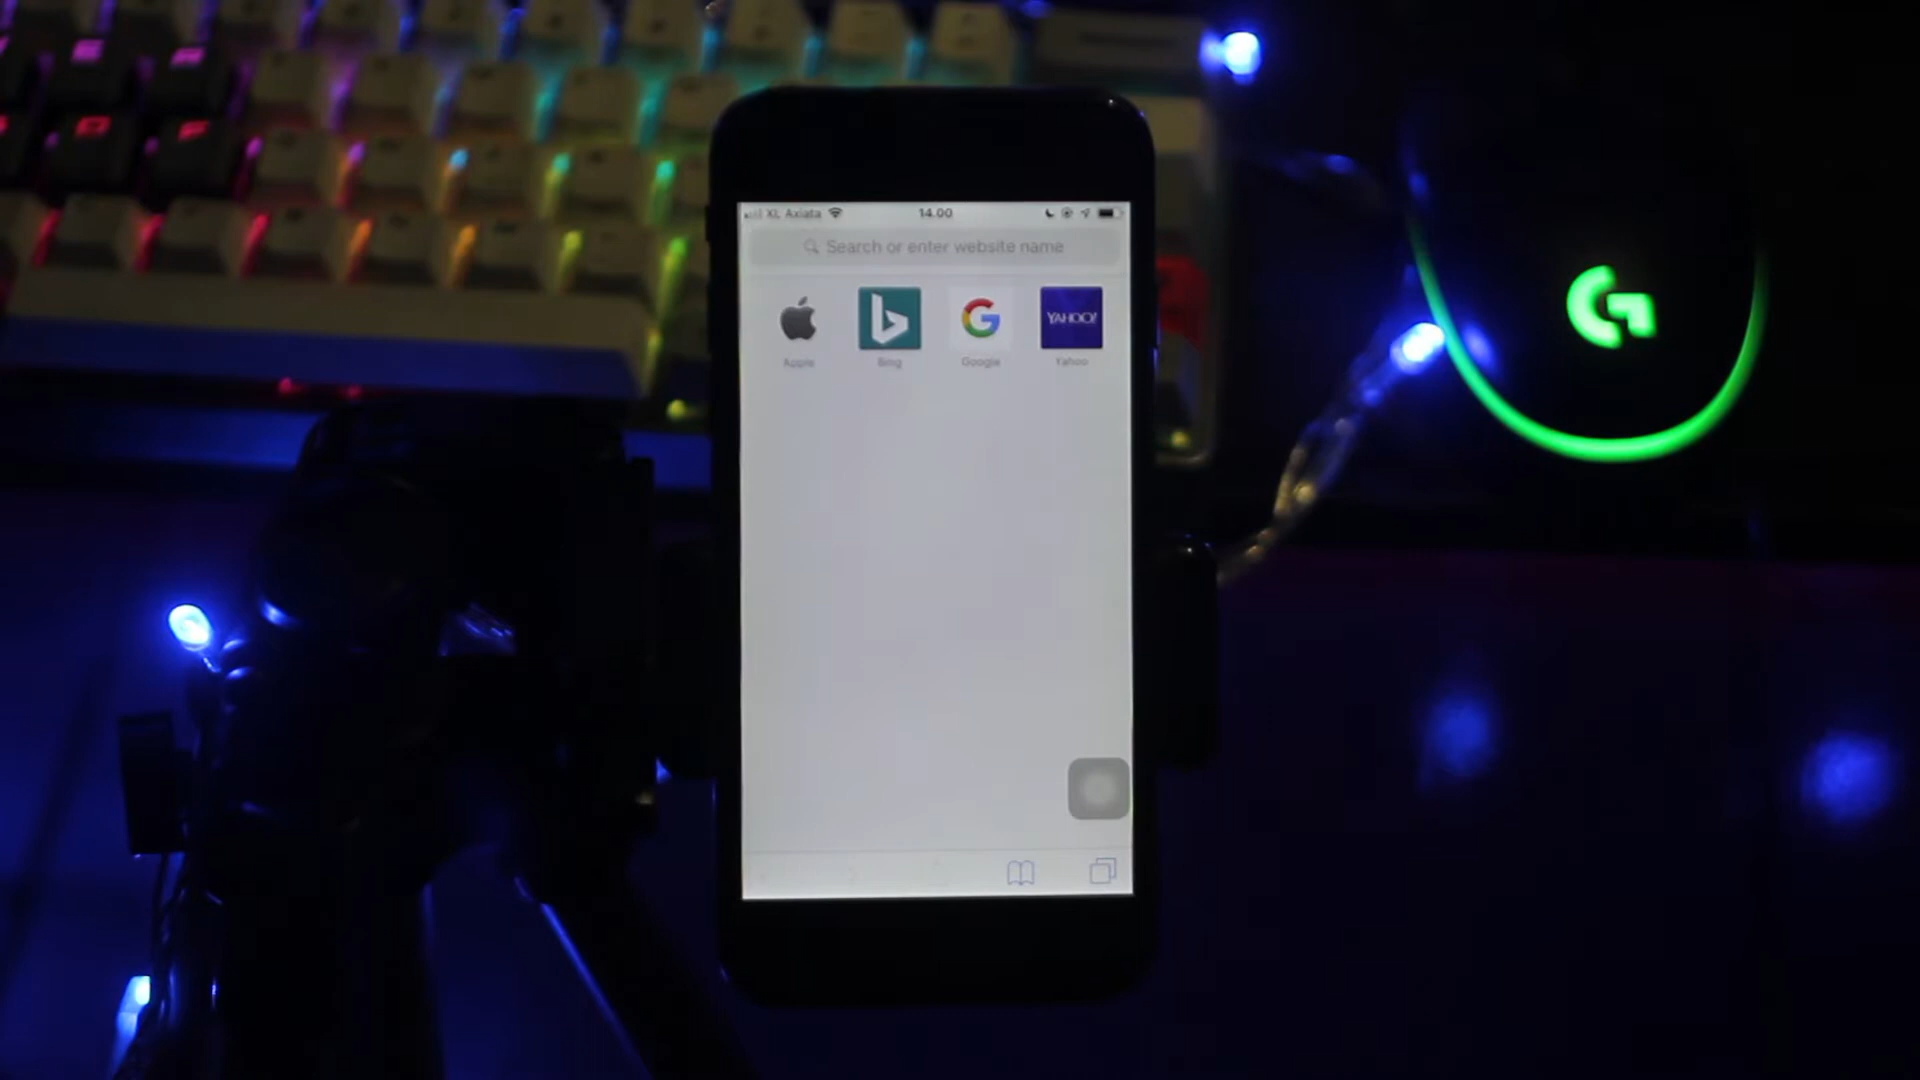 XL Axiata 14.00
Search or enter website name
YAHOO!
Apple Bing Google Yahoo